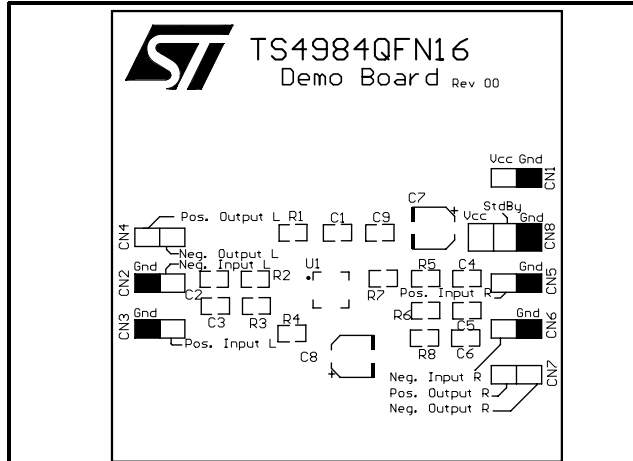 ST TS4984QFN16
Demo Board Rev 00
Vcc Gnd
CN1
C7 + StdBy
Vcc Gnd
CN8
Pos. Output L R1 C1 C9
CN4
Neg. Output L
Gnd Neg. Input L
CN2
R2 U1 R7 R5 C4 Gnd
CN5
Pos. Input R
C2 C3 R3 R6 C5
Gnd
CN3
Pos. Input L
R4 C8 + R8 C6
Gnd
CN6
Neg. Input R
CN7
Pos. Output R
Neg. Output R